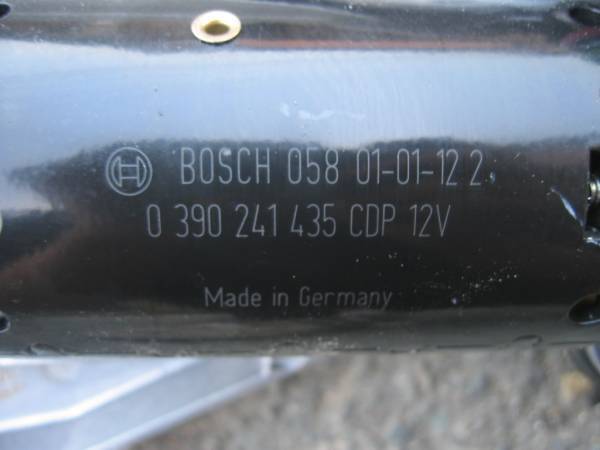 BOSCH 058 01-01-12 2
0 390 241 435 CDP 12V
Made in Germany